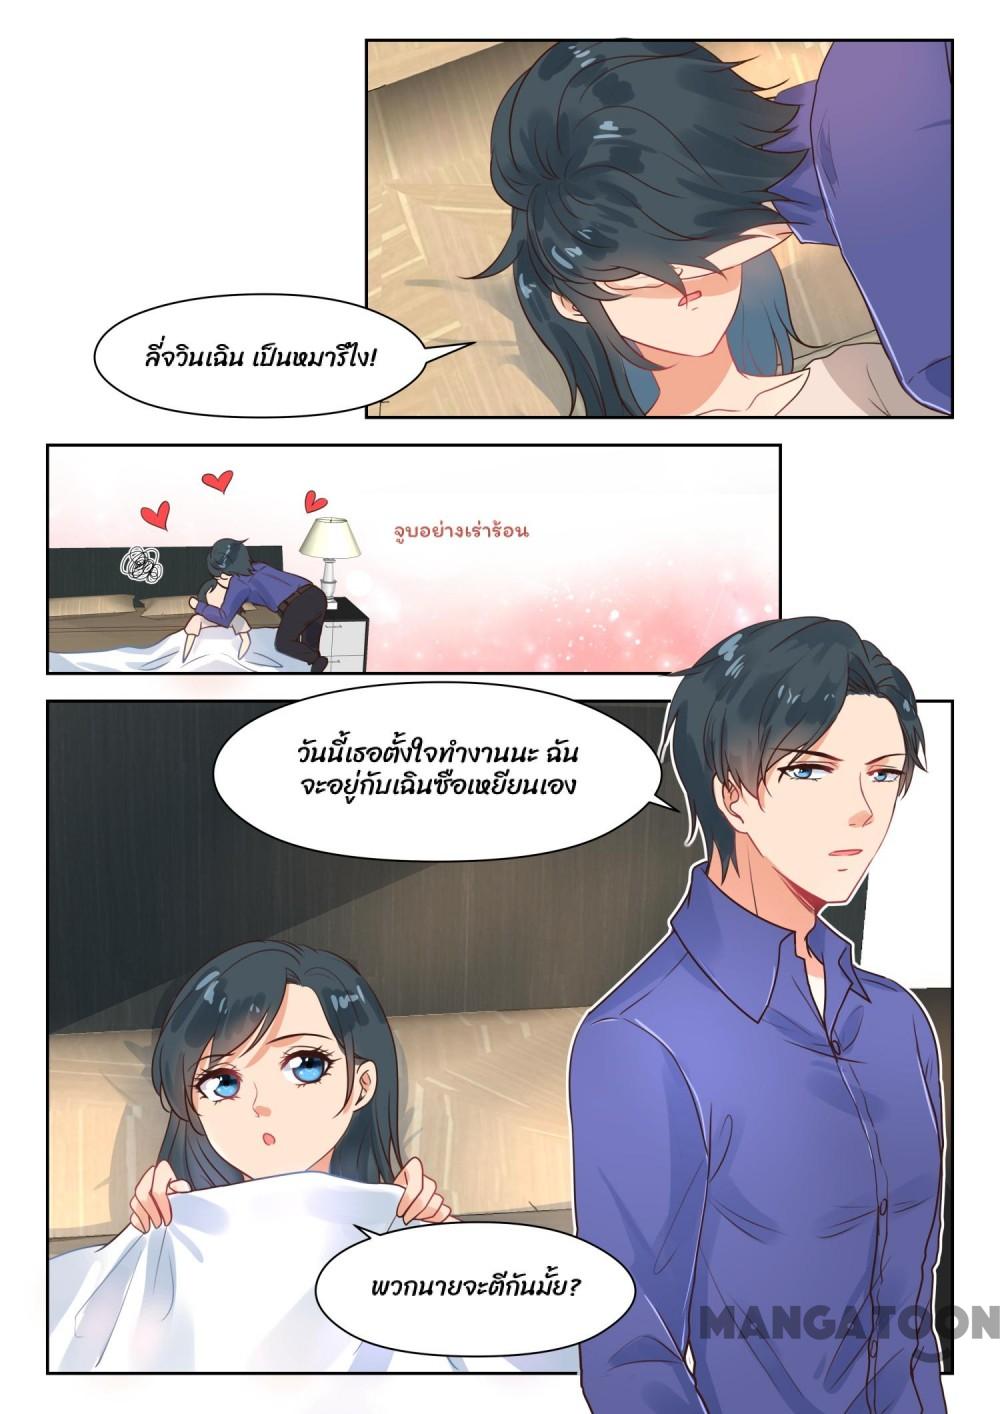 ลี่จวินเฉิน เป็นหมารึไง!
จูบอย่างเร่าร้อน
วันนี้เธอตั้งใจทำงานนะ ฉัน
จะอยู่กับเฉินซือเหยียนเอง
พวกนายจะตีกันมั้ย?
MANGATOON